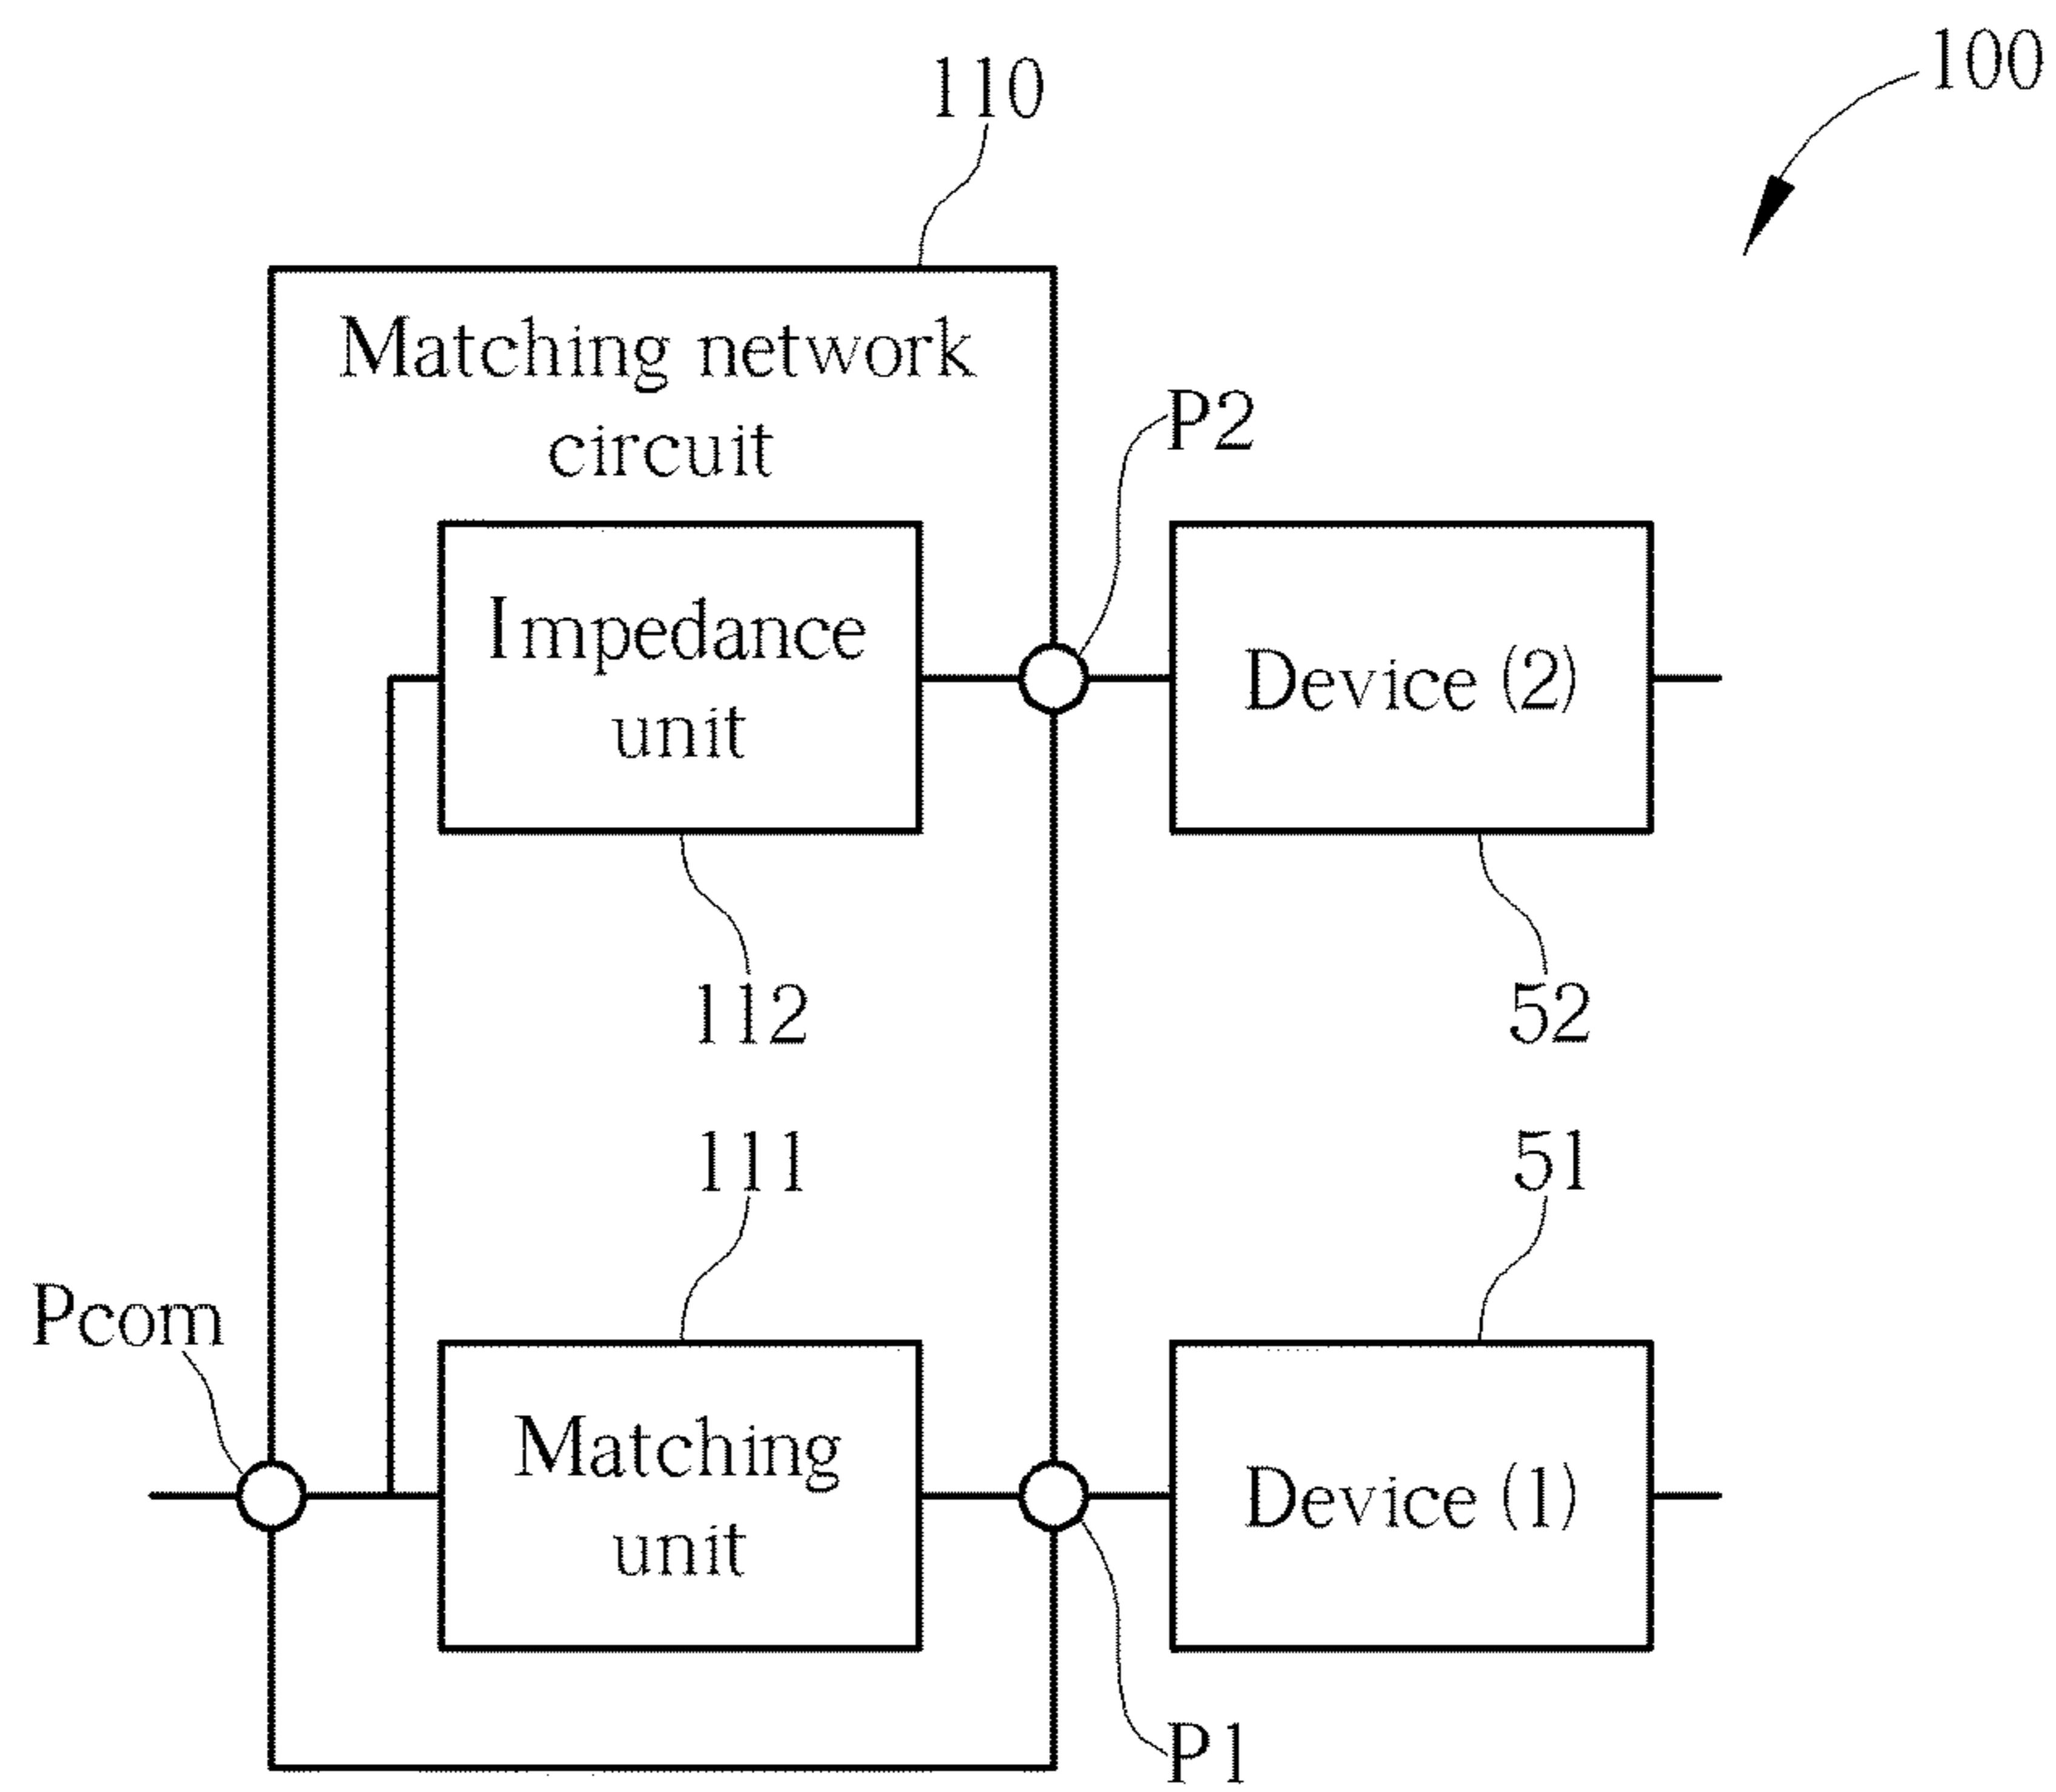 100
110
Matching network
circuit
P2
Impedance
unit
Device (2)
112
52
111
51
Pcom
Matching
unit
Device (1)
P1